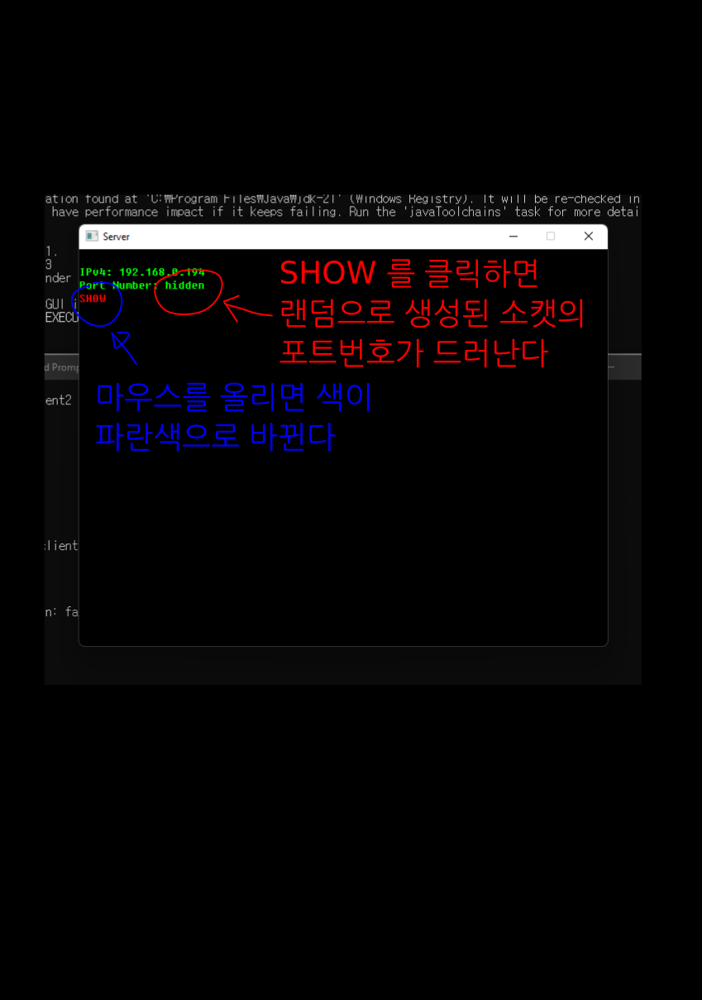 ation found at 'C:₩Program Files₩Java₩jdk-21' (Windows Registry). It will be re-checked in
have performance impact if it keeps failing. Run the 'javaToolchains' task for more detai
Server
1.
3
nder
IPv4: 192.168.0.194
Port Number: hidden
SHOW
GUI i
EXECU
SHOW 를 클릭하면
랜덤으로 생성된 소캣의
포트번호가 드러난다
d Promp
마우스를 올리면 색이
파란색으로 바뀐다
ent2
client
n: fa